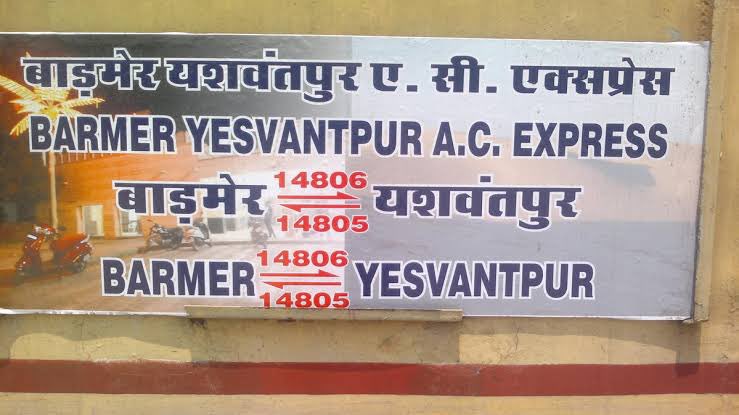 बाड़मेर यशवंतपुर ए. सी. एक्सप्रेस
BARMER YESVANTPUR A.C. EXPRESS
बाड़मेर 14806 ⇌ 14805 यशवंतपुर
BARMER 14806 ⇌ 14805 YESVANTPUR